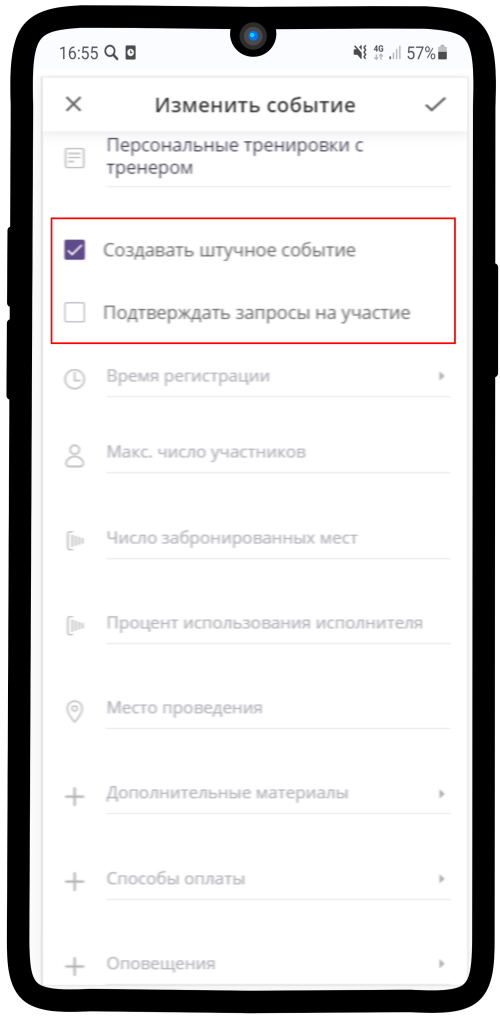 16:55 4G 57%
Изменить событие
Персональные тренировки с
тренером
Создавать штучное событие
Подтверждать запросы на участие
Время регистрации
Макс. число участников
Число забронированных мест
Процент использования исполнителя
Место проведения
Дополнительные материалы
Способы оплаты
Оповещения